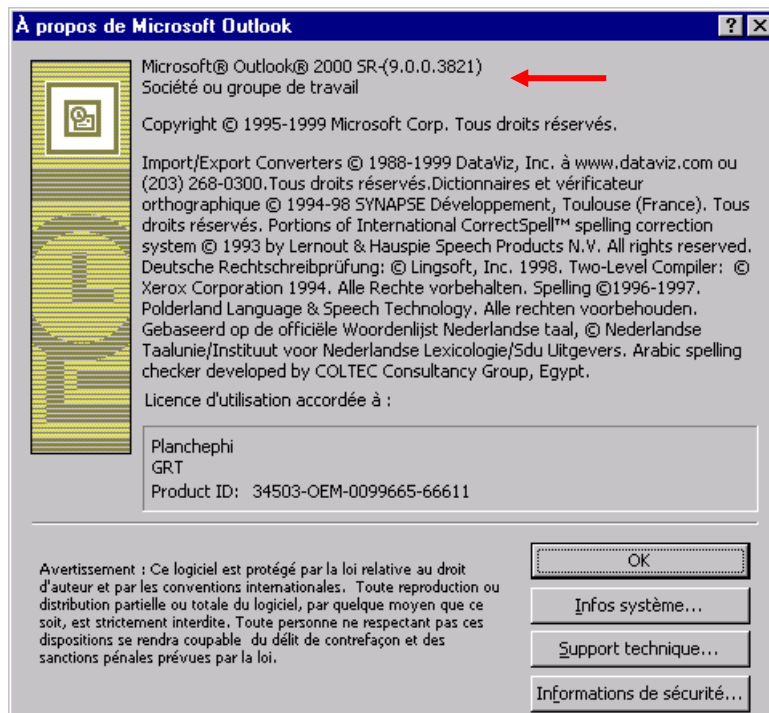 À propos de Microsoft Outlook
Microsoft® Outlook® 2000 SR-(9.0.0.3821)
Société ou groupe de travail
Copyright © 1995-1999 Microsoft Corp. Tous droits réservés.
Import/Export Converters © 1988-1999 DataViz, Inc. à www.dataviz.com ou
(203) 268-0300.Tous droits réservés.Dictionnaires et vérificateur
orthographique © 1994-98 SYNAPSE Développement, Toulouse (France). Tous
droits réservés. Portions of International CorrectSpell™ spelling correction
system © 1993 by Lernout & Hauspie Speech Products N.V. All rights reserved.
Deutsche Rechtschreibprüfung: © Lingsoft, Inc. 1998. Two-Level Compiler: ©
Xerox Corporation 1994. Alle Rechte vorbehalten. Spelling ©1996-1997.
Polderland Language & Speech Technology. Alle rechten voorbehouden.
Gebaseerd op de officiële Woordenlijst Nederlandse taal, © Nederlandse
Taalunie/Instituut voor Nederlandse Lexicologie/Sdu Uitgevers. Arabic spelling
checker developed by COLTEC Consultancy Group, Egypt.
Licence d'utilisation accordée à :
Planchephi
GRT
Product ID: 34503-OEM-0099665-66611
Avertissement : Ce logiciel est protégé par la loi relative au droit
d'auteur et par les conventions internationales. Toute reproduction ou
distribution partielle ou totale du logiciel, par quelque moyen que ce
soit, est strictement interdite. Toute personne ne respectant pas ces
dispositions se rendra coupable du délit de contrefaçon et des
sanctions pénales prévues par la loi.
OK
Infos système...
Support technique...
Informations de sécurité...